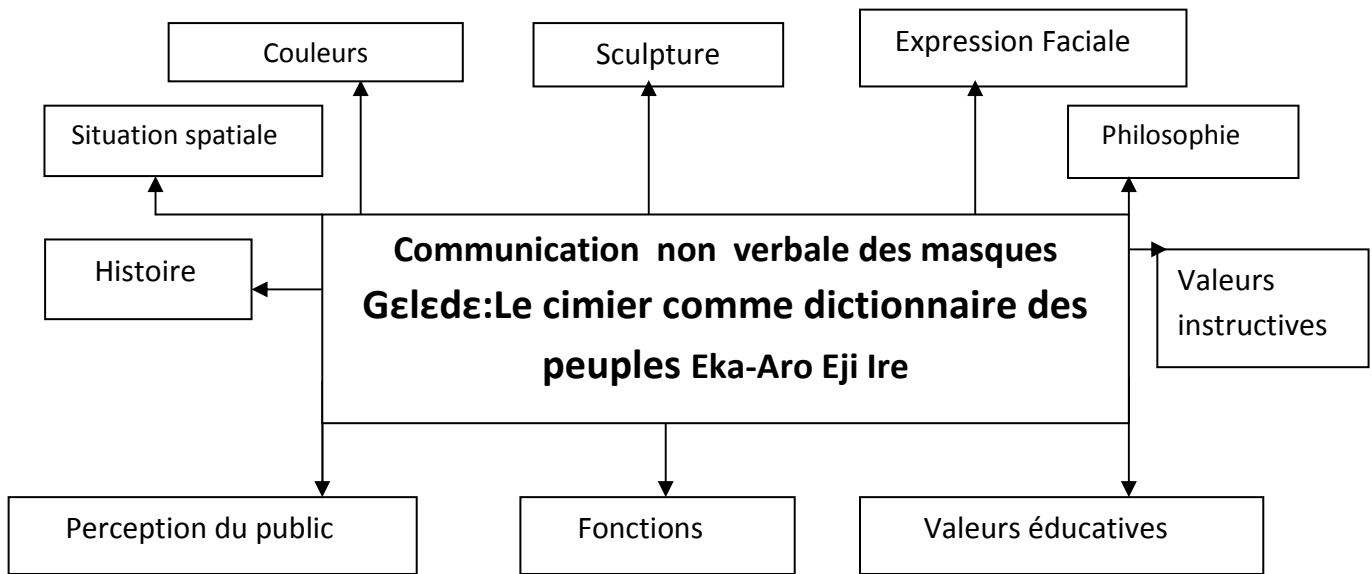 Couleurs
Sculpture
Expression Faciale
Situation spatiale
Philosophie
Communication non verbale des masques
Gɛlɛdɛ:Le cimier comme dictionnaire des
peuples Eka-Aro Eji Ire
Histoire
Valeurs
instructives
Perception du public
Fonctions
Valeurs éducatives